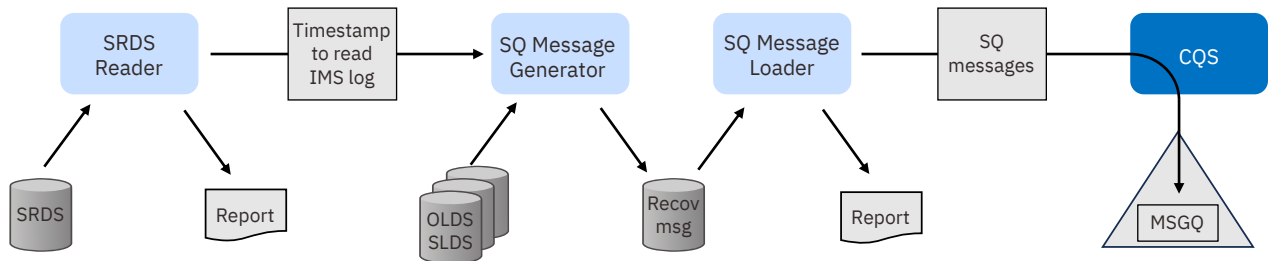 SRDS
Reader
Timestamp
to read
IMS log
SQ Message
Generator
SQ Message
Loader
SQ
messages
CQS
SRDS
Report
OLDS
SLDS
Recov
msg
Report
MSGQ